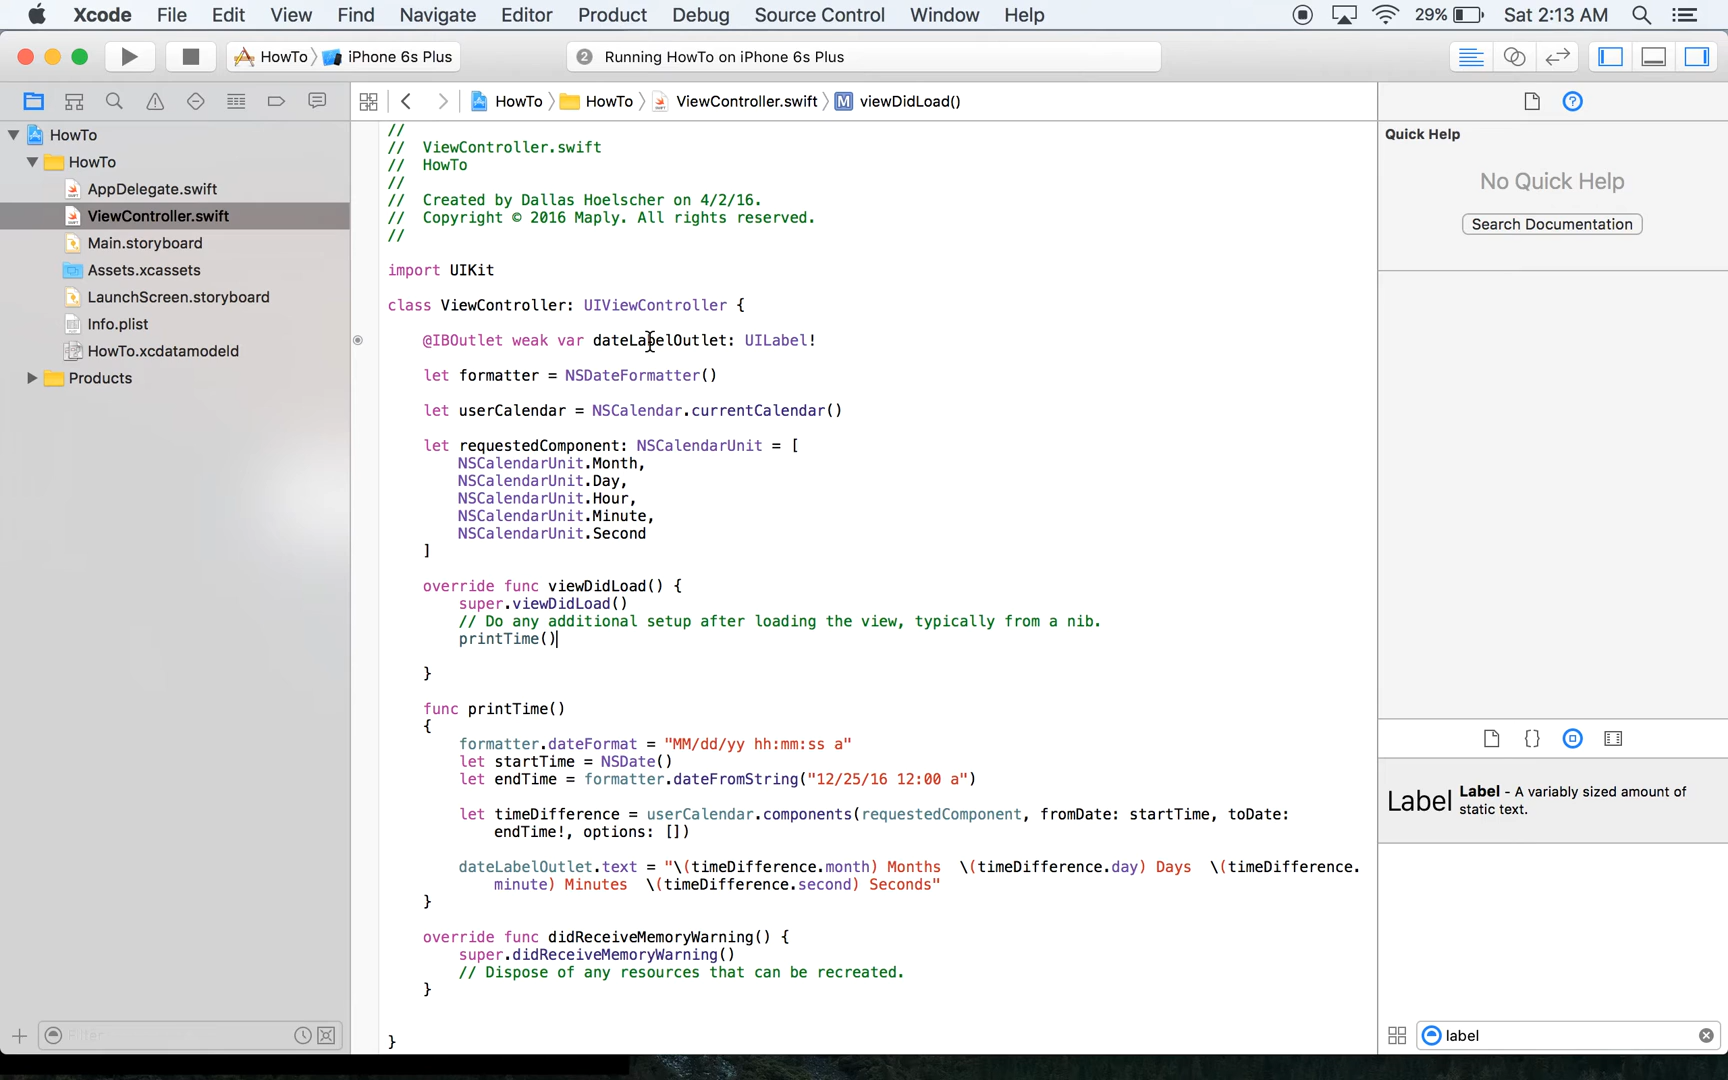 Xcode File Edit View Find Navigate Editor Product Debug Source Control Window Help 29% Sat 2:13 AM
HowTo iPhone 6s Plus 2 Running HowTo on iPhone 6s Plus
HowTo HowTo ViewController.swift M viewDidLoad()
HowTo
HowTo
AppDelegate.swift
ViewController.swift
Main.storyboard
Assets.xcassets
LaunchScreen.storyboard
Info.plist
HowTo.xcdatamodeld
Products
Filter
//
// ViewController.swift
// HowTo
//
// Created by Dallas Hoelscher on 4/2/16.
// Copyright © 2016 Maply. All rights reserved.
//
import UIKit
class ViewController: UIViewController {
@IBOutlet weak var dateLabelOutlet: UILabel!
let formatter = NSDateFormatter()
let userCalendar = NSCalendar.currentCalendar()
let requestedComponent: NSCalendarUnit = [
NSCalendarUnit.Month,
NSCalendarUnit.Day,
NSCalendarUnit.Hour,
NSCalendarUnit.Minute,
NSCalendarUnit.Second
]
override func viewDidLoad() {
super.viewDidLoad()
// Do any additional setup after loading the view, typically from a nib.
printTime()
}
func printTime()
{
formatter.dateFormat = "MM/dd/yy hh:mm:ss a"
let startTime = NSDate()
let endTime = formatter.dateFromString("12/25/16 12:00 a")
let timeDifference = userCalendar.components(requestedComponent, fromDate: startTime, toDate:
endTime!, options: [])
dateLabelOutlet.text = "\(timeDifference.month) Months \(timeDifference.day) Days \(timeDifference.
minute) Minutes \(timeDifference.second) Seconds"
}
override func didReceiveMemoryWarning() {
super.didReceiveMemoryWarning()
// Dispose of any resources that can be recreated.
}
}
Quick Help
No Quick Help
Search Documentation
Label
Label - A variably sized amount of
static text.
label